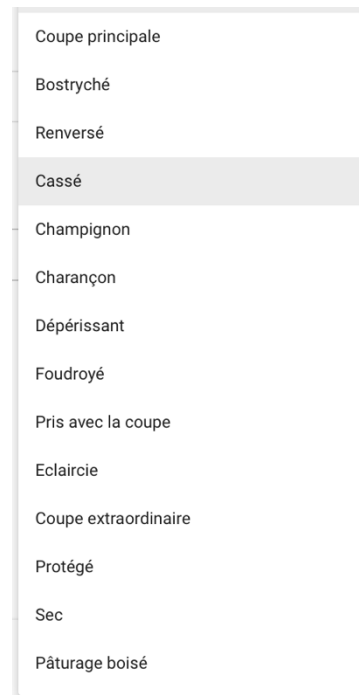 Coupe principale
Bostryché
Renversé
Cassé
Champignon
Charançon
Dépérissant
Foudroyé
Pris avec la coupe
Eclaircie
Coupe extraordinaire
Protégé
Sec
Pâturage boisé